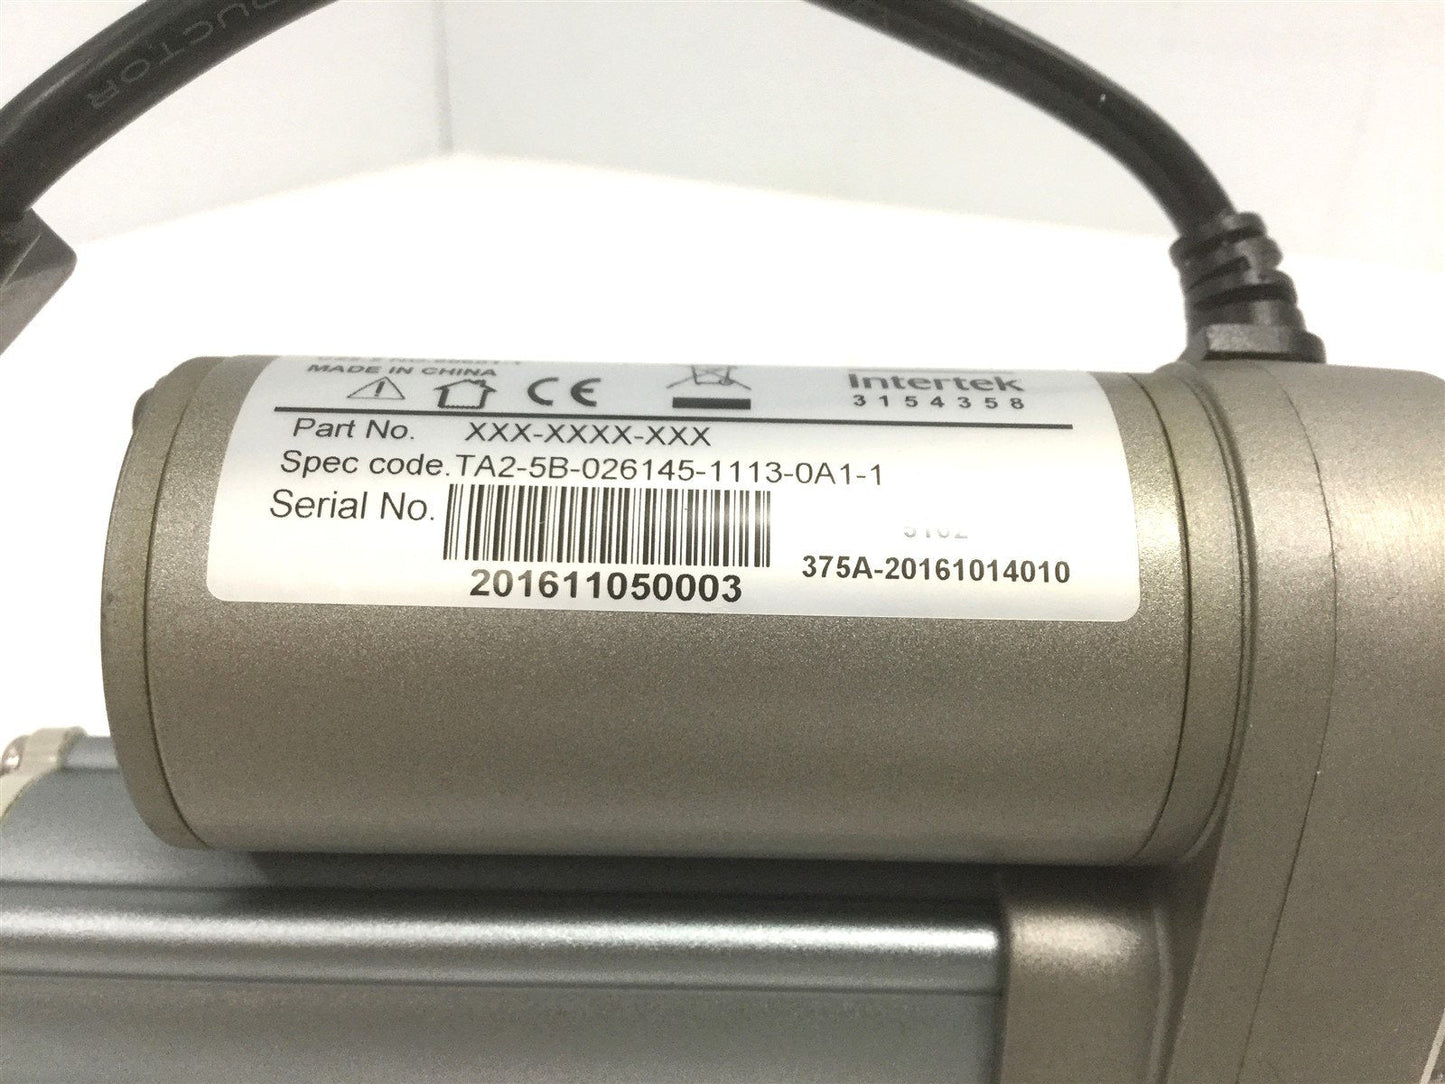 MADE IN CHINA
CE
Intertek
3154358
Part No. XXX-XXXX-XXX
Spec code. TA2-5B-026145-1113-0A1-1
Serial No.
201611050003
375A-20161014010